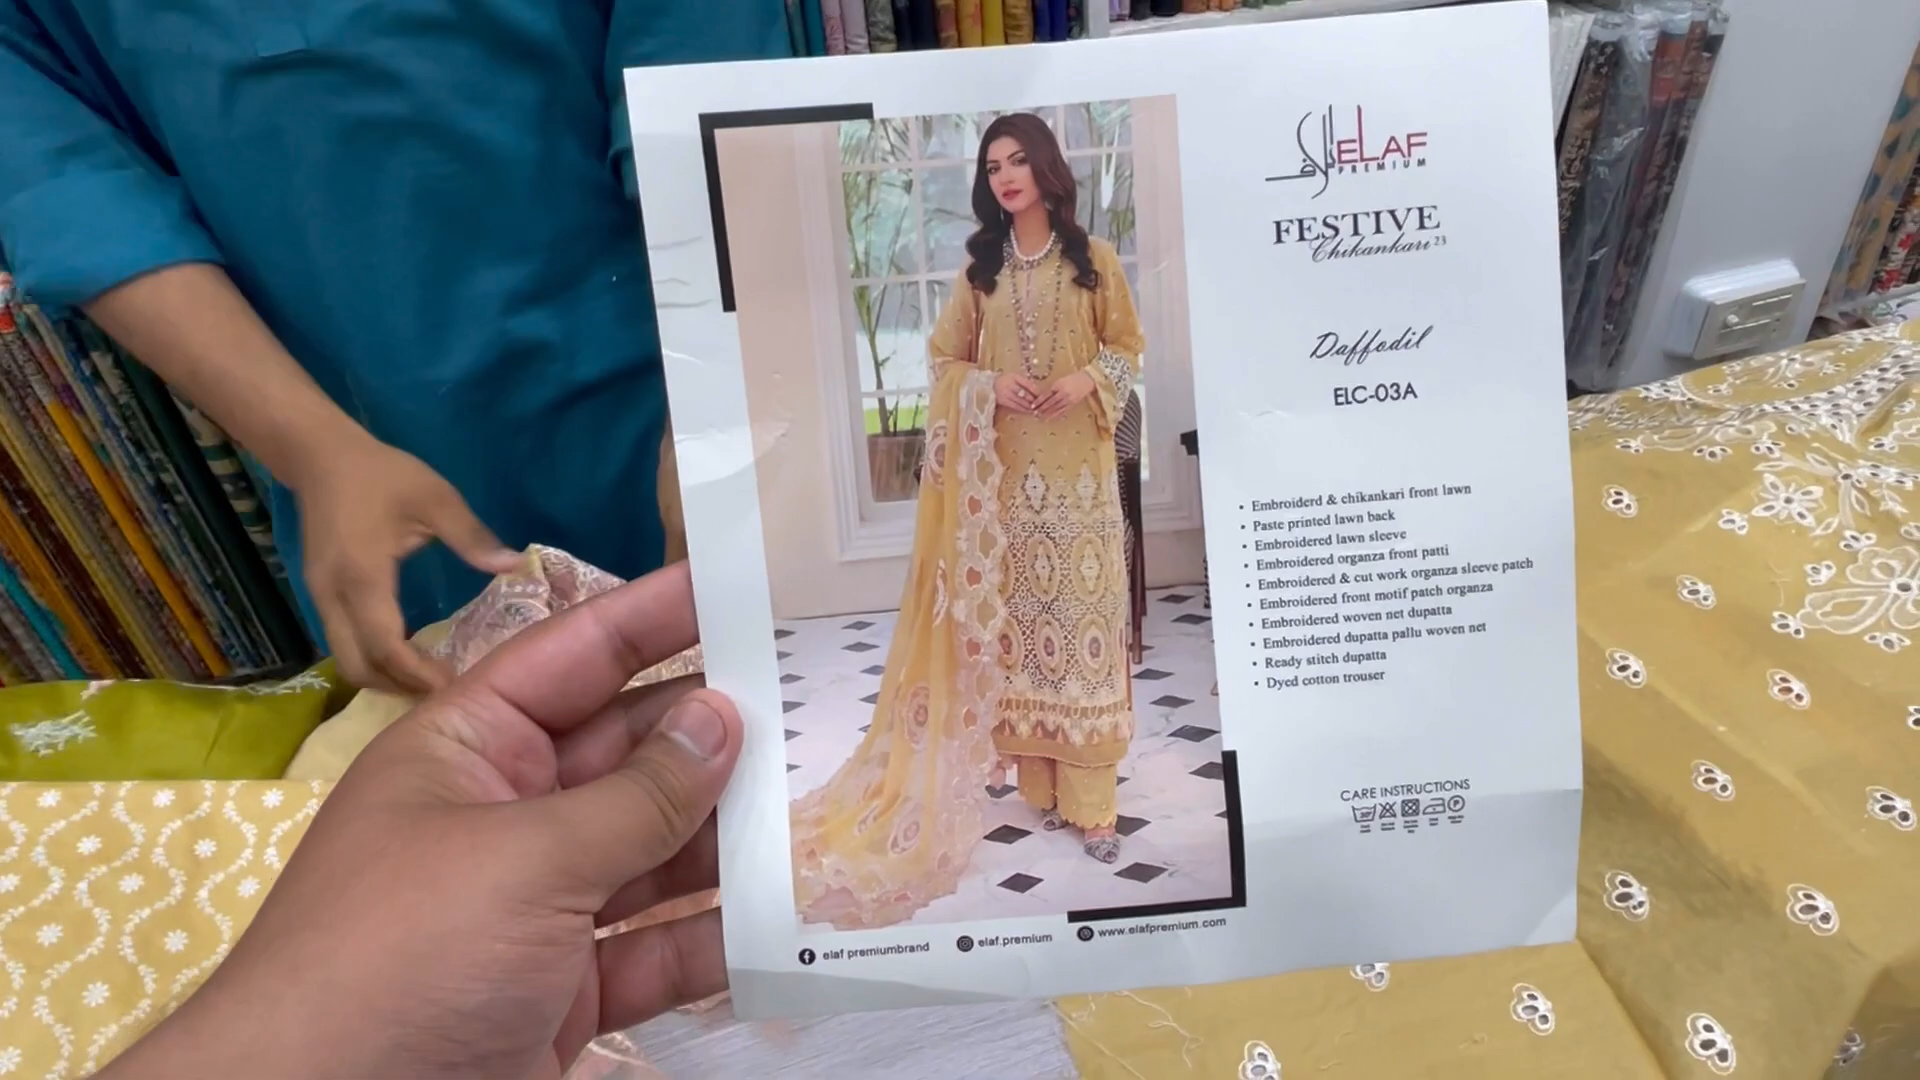 ایلاف ELAF
PREMIUM
FESTIVE
Chikankari 23
Daffodil
ELC-03A
• Embroiderd & chikankari front lawn
• Paste printed lawn back
• Embroidered lawn sleeve
• Embroidered organza front patti
• Embroidered & cut work organza sleeve patch
• Embroidered front motif patch organza
• Embroidered woven net dupatta
• Embroidered dupatta pallu woven net
• Ready stitch dupatta
• Dyed cotton trouser
CARE INSTRUCTIONS
30°
P
elaf premiumbrand elaf.premium www.elafpremium.com